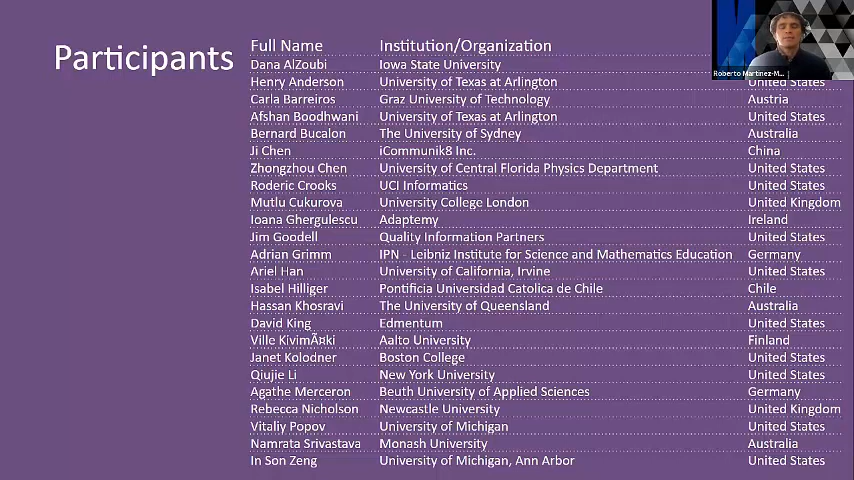 Participants
Full Name Institution/Organization
Roberto Martinez-M...
Dana AlZoubi Iowa State University
Henry Anderson University of Texas at Arlington United States
Carla Barreiros Graz University of Technology Austria
Afshan Boodhwani University of Texas at Arlington United States
Bernard Bucalon The University of Sydney Australia
Ji Chen iCommunik8 Inc. China
Zhongzhou Chen University of Central Florida Physics Department United States
Roderic Crooks UCI Informatics United States
Mutlu Cukurova University College London United Kingdom
Ioana Ghergulescu Adaptemy Ireland
Jim Goodell Quality Information Partners United States
Adrian Grimm IPN - Leibniz Institute for Science and Mathematics Education Germany
Ariel Han University of California, Irvine United States
Isabel Hilliger Pontificia Universidad Catolica de Chile Chile
Hassan Khosravi The University of Queensland Australia
David King Edmentum United States
Ville KivimÃ¤ki Aalto University Finland
Janet Kolodner Boston College United States
Qiujie Li New York University United States
Agathe Merceron Beuth University of Applied Sciences Germany
Rebecca Nicholson Newcastle University United Kingdom
Vitaliy Popov University of Michigan United States
Namrata Srivastava Monash University Australia
In Son Zeng University of Michigan, Ann Arbor United States